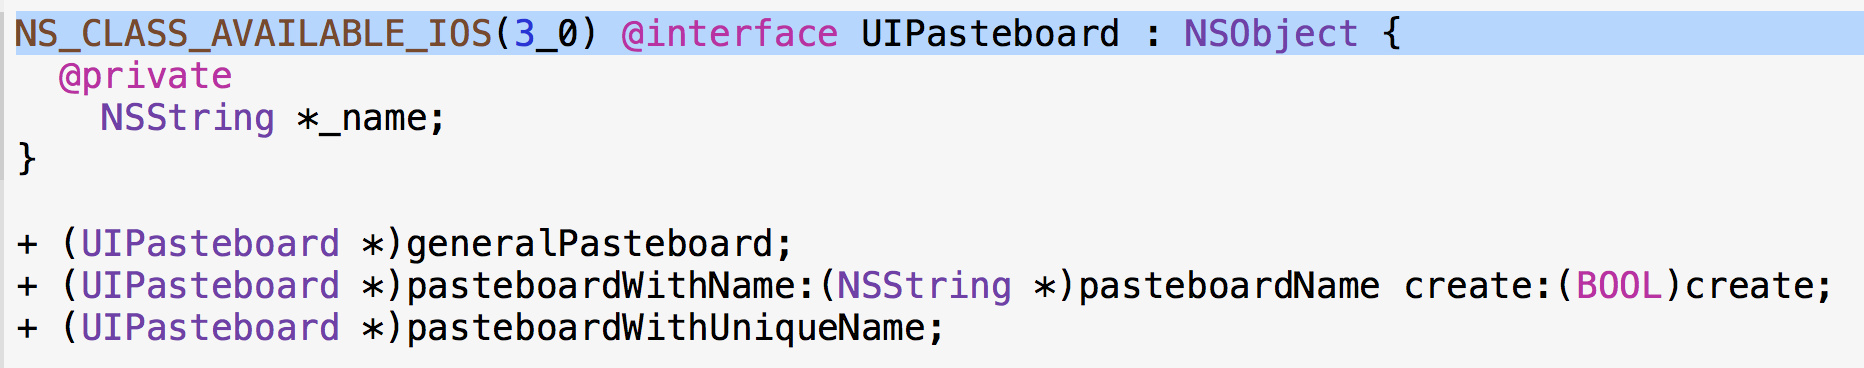 NS_CLASS_AVAILABLE_IOS(3_0) @interface UIPasteboard : NSObject {
  @private
    NSString *_name;
}

+ (UIPasteboard *)generalPasteboard;
+ (UIPasteboard *)pasteboardWithName:(NSString *)pasteboardName create:(BOOL)create;
+ (UIPasteboard *)pasteboardWithUniqueName;